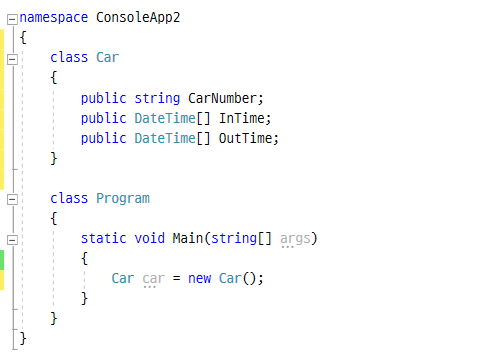 namespace ConsoleApp2
{
    class Car
    {
        public string CarNumber;
        public DateTime[] InTime;
        public DateTime[] OutTime;
    }

    class Program
    {
        static void Main(string[] args)
        {
            Car car = new Car();
        }
    }
}